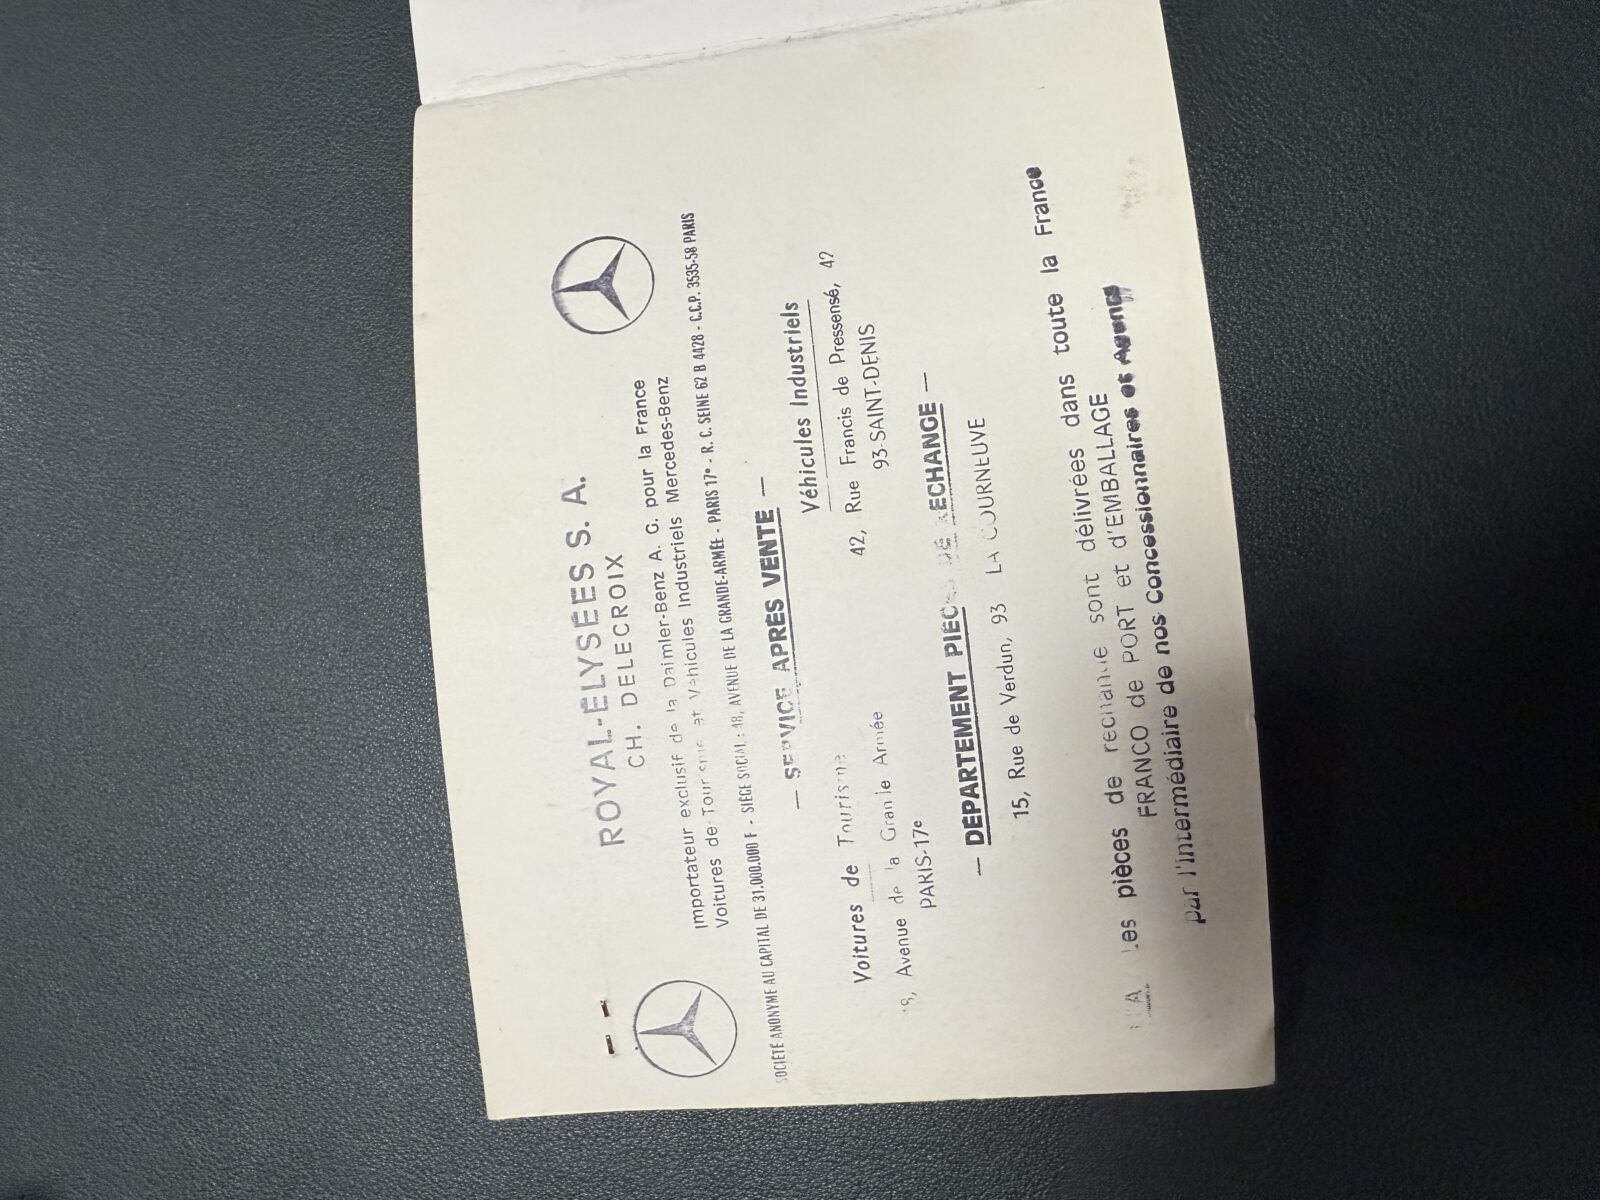 ROYAL-ELYSEES S. A.
CH. DELECROIX
Importateur exclusif de la Daimler-Benz A. G. pour la France
Voitures de Tourisme et Véhicules Industriels Mercedes-Benz
SOCIÉTÉ ANONYME AU CAPITAL DE 31.000.000 F - SIÈGE SOCIAL : 48, AVENUE DE LA GRANDE-ARMÉE - PARIS 17e - R. C. SEINE 62 B 4428 - C.C.P. 3535-58 PARIS
— SERVICE APRÈS VENTE —
Voitures de Tourisme
Véhicules Industriels
Avenue de la Grande Armée
42, Rue Francis de Pressensé, 42
PARIS-17e
93-SAINT-DENIS
— DÉPARTEMENT PIÈCES DE RECHANGE —
15, Rue de Verdun, 93 LA COURNEUVE
Les pièces de rechange sont délivrées dans toute la France
FRANCO de PORT et d'EMBALLAGE
par l'intermédiaire de nos Concessionnaires et Agents